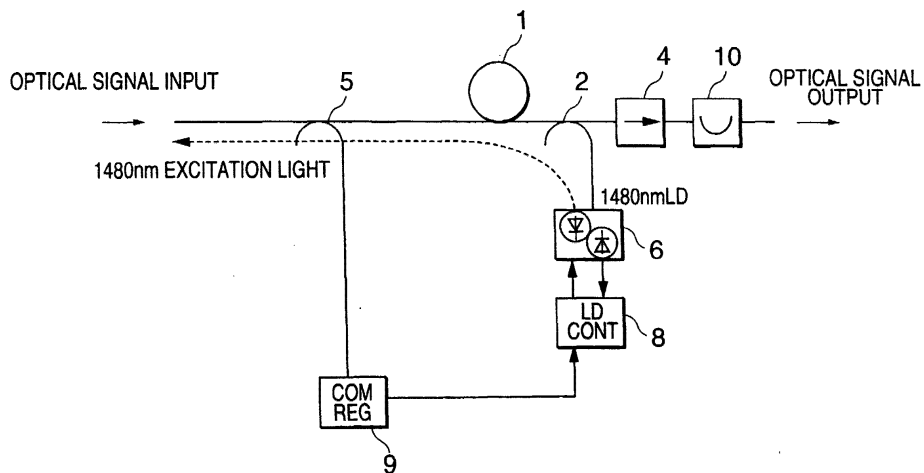 1
OPTICAL SIGNAL INPUT
5
2
4
10
OPTICAL SIGNAL
OUTPUT
1480nm EXCITATION LIGHT
1480nmLD
6
LD
CONT
8
COM
REG
9